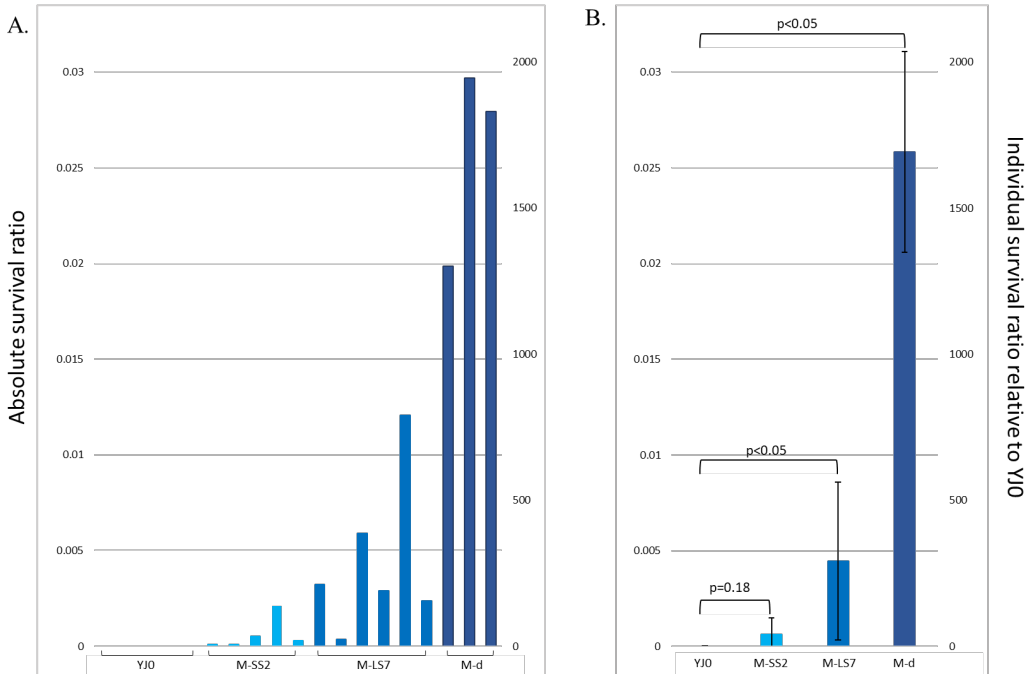 A.
Absolute survival ratio
0.03
0.025
0.02
0.015
0.01
0.005
0
2000
1500
1000
500
0
YJ0 M-SS2 M-LS7 M-d
B.
p<0.05
p<0.05
p=0.18
0.03
0.025
0.02
0.015
0.01
0.005
0
2000
1500
1000
500
0
YJ0 M-SS2 M-LS7 M-d
Individual survival ratio relative to YJ0